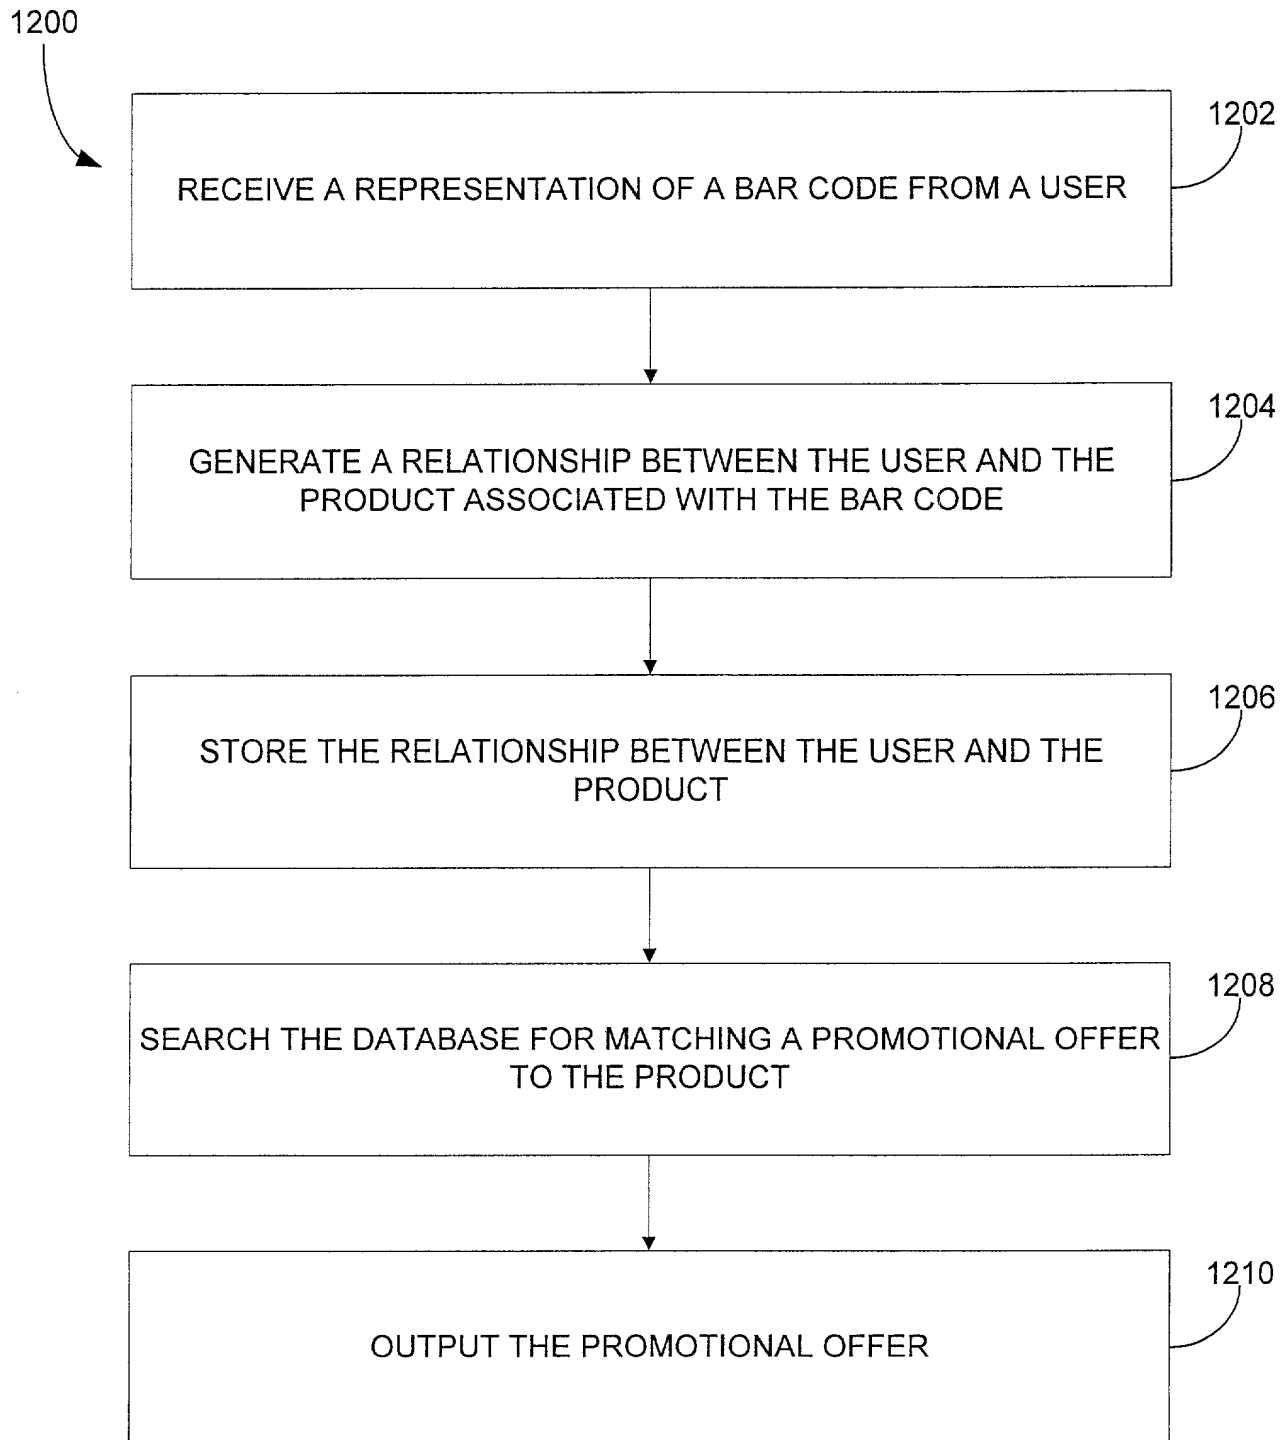 1200
1202
RECEIVE A REPRESENTATION OF A BAR CODE FROM A USER
1204
GENERATE A RELATIONSHIP BETWEEN THE USER AND THE
PRODUCT ASSOCIATED WITH THE BAR CODE
1206
STORE THE RELATIONSHIP BETWEEN THE USER AND THE
PRODUCT
1208
SEARCH THE DATABASE FOR MATCHING A PROMOTIONAL OFFER
TO THE PRODUCT
1210
OUTPUT THE PROMOTIONAL OFFER